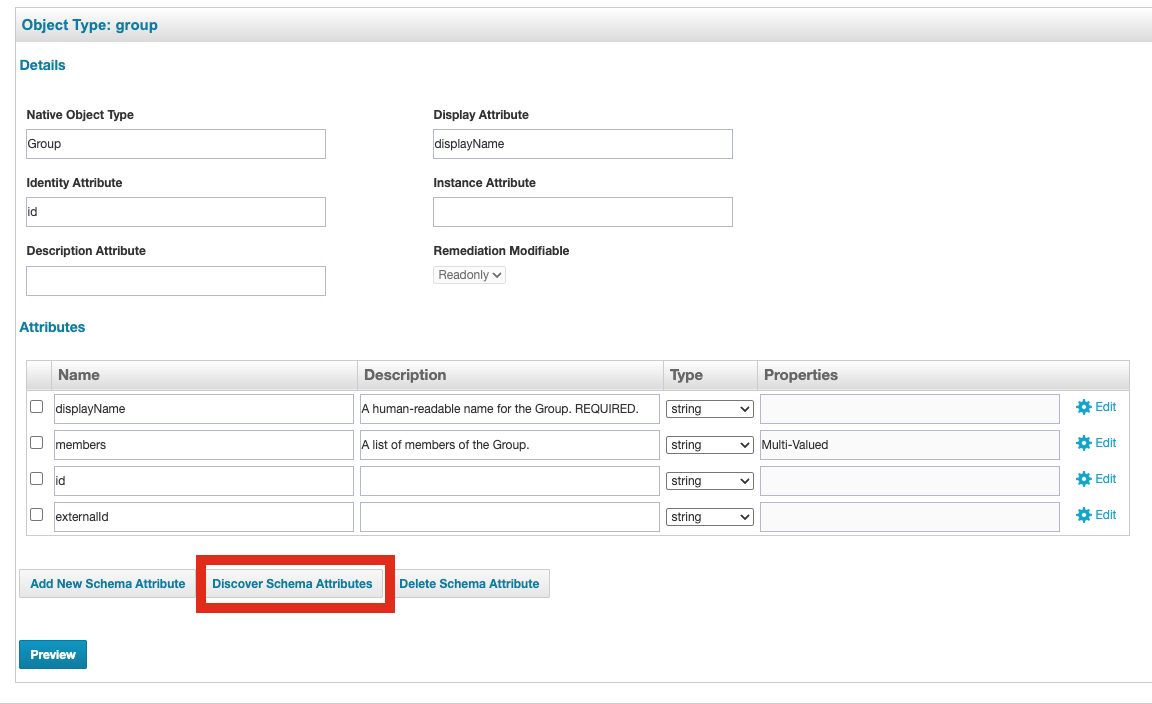 Object Type: group
Details
Native Object Type
Display Attribute
Group
displayName
Identity Attribute
Instance Attribute
id
Description Attribute
Remediation Modifiable
Readonly
Attributes
Name Description Type Properties
displayName A human-readable name for the Group. REQUIRED. string Edit
members A list of members of the Group. string Multi-Valued Edit
id string Edit
externalId string Edit
Add New Schema Attribute Discover Schema Attributes Delete Schema Attribute
Preview